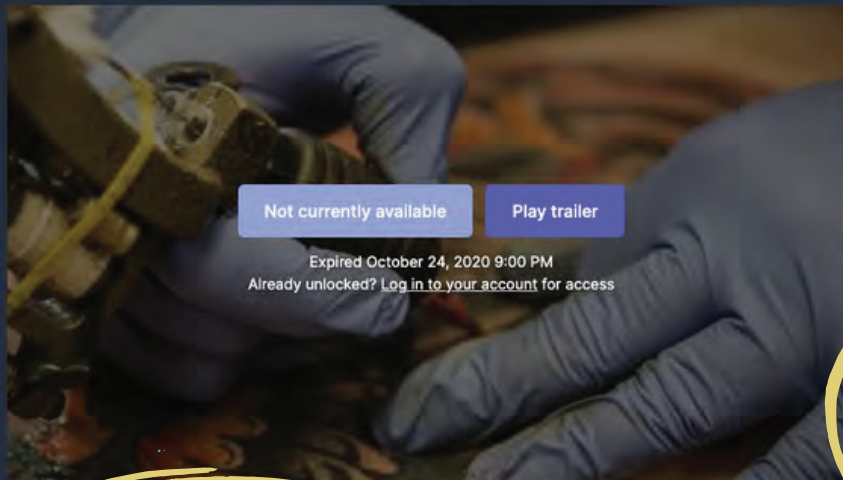 Not currently available
Play trailer
Expired October 24, 2020 9:00 PM
Already unlocked? Log in to your account for access